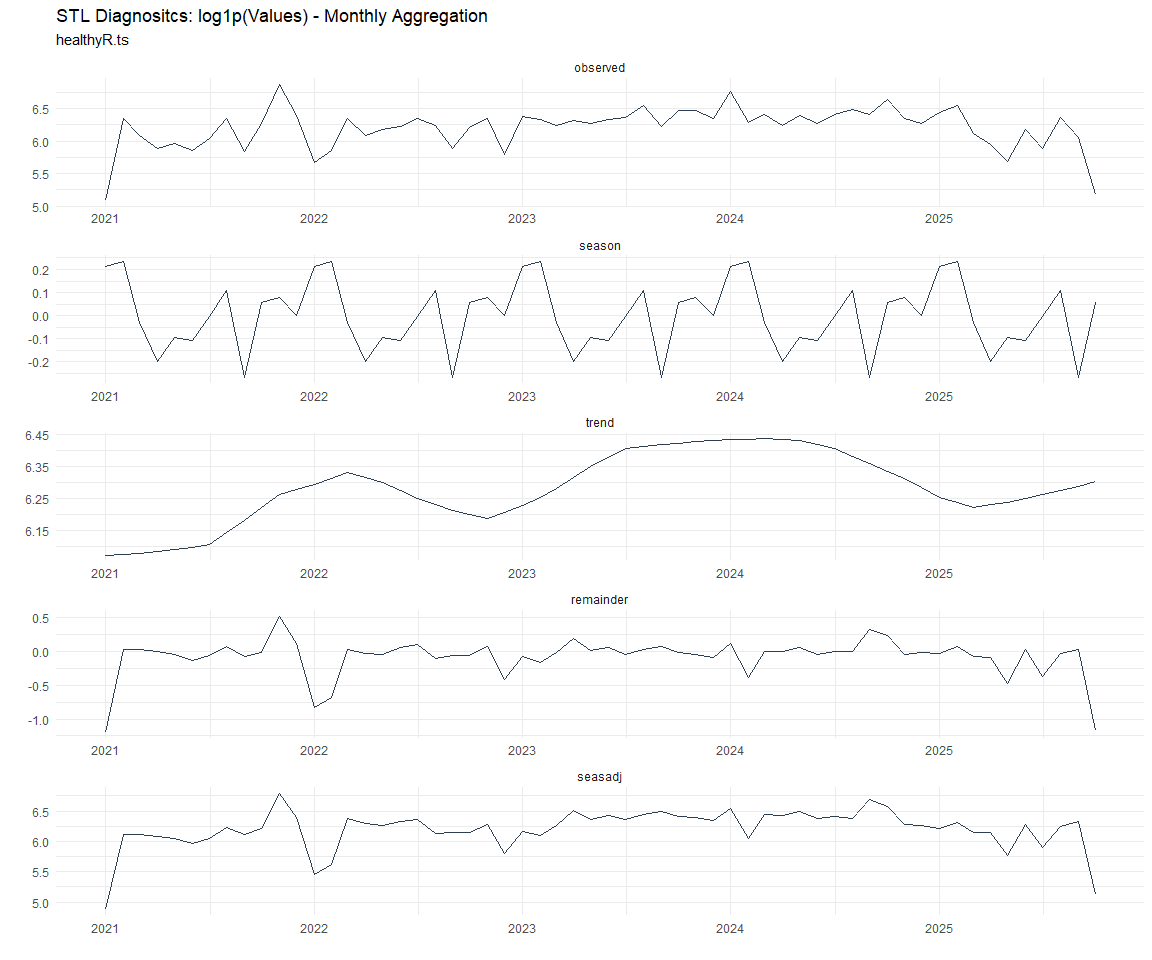 STL Diagnositcs: log1p(Values) - Monthly Aggregation
healthyR.ts
observed
6.5
6.0
5.5
5.0
2021 2022 2023 2024 2025
season
0.2
0.1
0.0
-0.1
-0.2
2021 2022 2023 2024 2025
trend
6.45
6.35
6.25
6.15
2021 2022 2023 2024 2025
remainder
0.5
0.0
-0.5
-1.0
2021 2022 2023 2024 2025
seasadj
6.5
6.0
5.5
5.0
2021 2022 2023 2024 2025